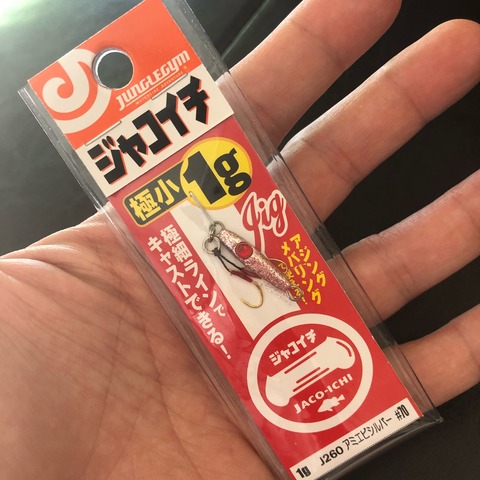 JUNGLEGYM
ジャコイチ
極小
1g
Jig
アジング
メバリング
極細ラインで
キャストできる!
ジャコイチ
JACO-ICHI
1g J260 アミエビシルバー #70